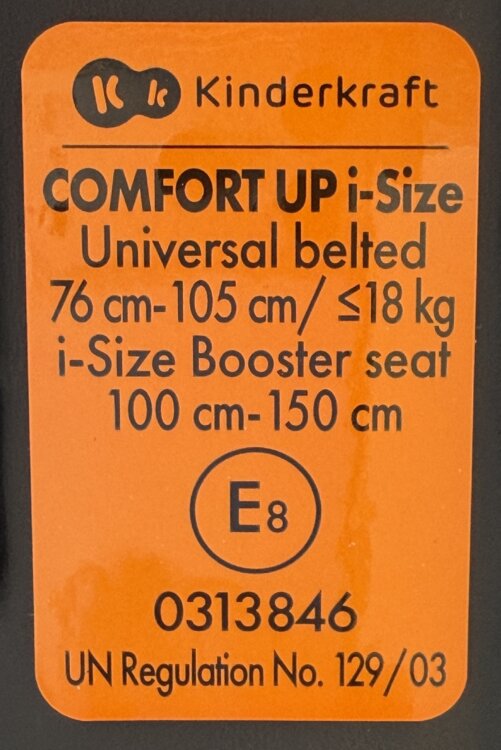 Kinderkraft
COMFORT UP i-Size
Universal belted
76 cm-105 cm/ ≤18 kg
i-Size Booster seat
100 cm-150 cm
E8
0313846
UN Regulation No. 129/03